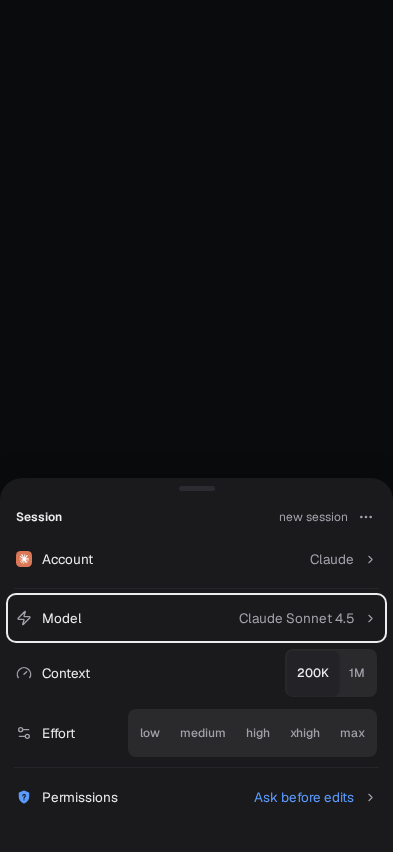 Session new session ...
Account Claude
Model Claude Sonnet 4.5
Context 200K 1M
Effort low medium high xhigh max
Permissions Ask before edits